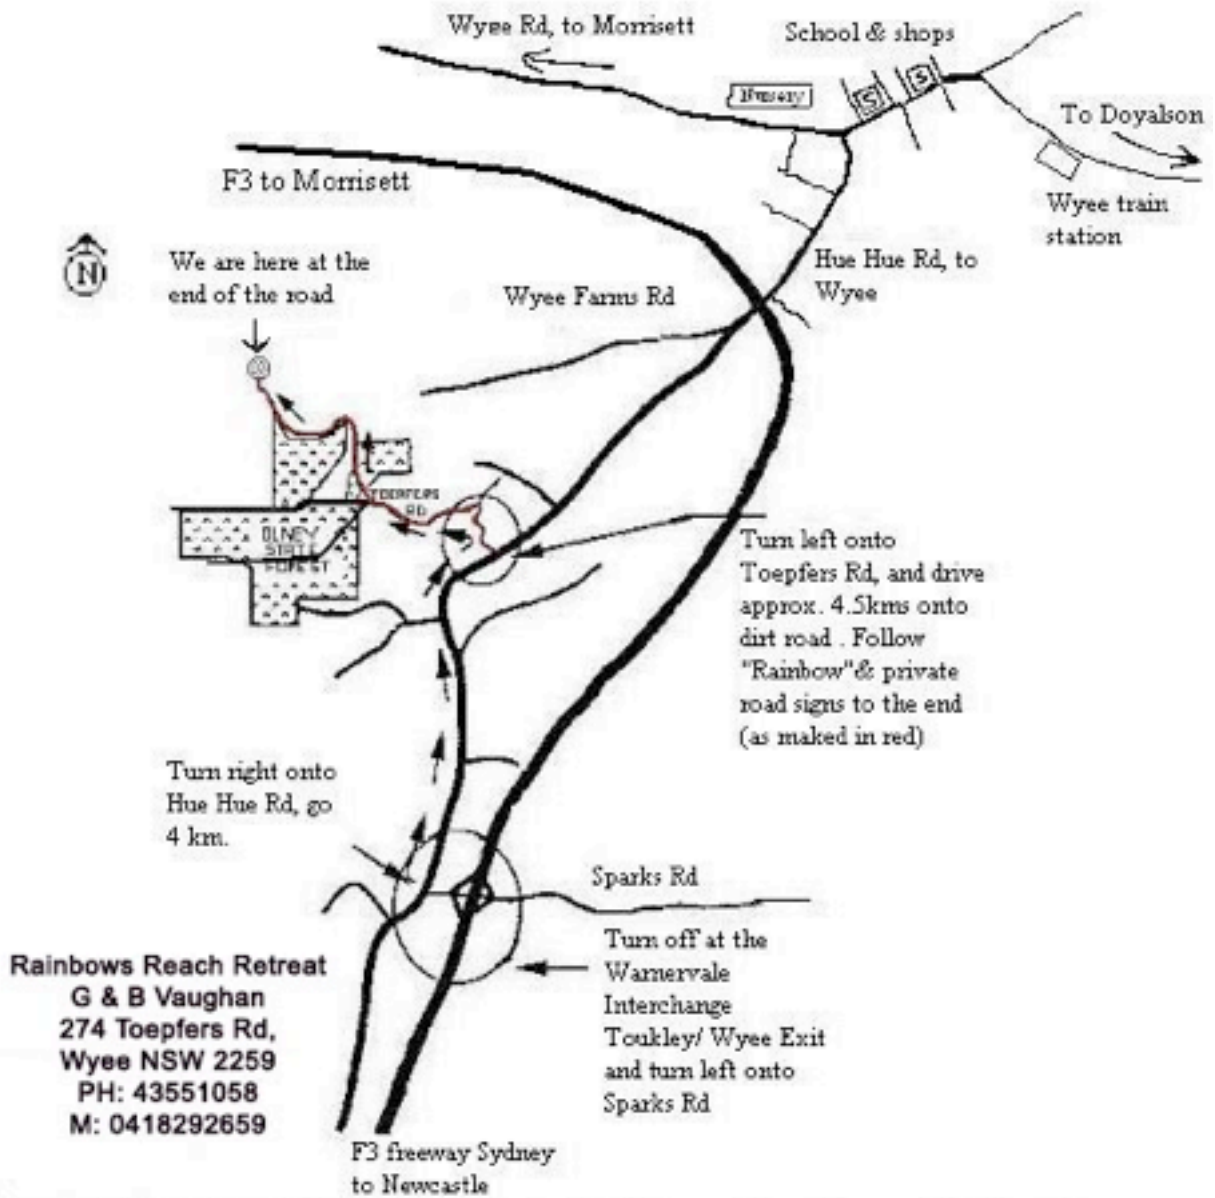 Wyee Rd, to Morrisett
School & shops
Nursery
S
S
To Doyalson
F3 to Morrisett
Wyee train
station
N
We are here at the
end of the road
Hue Hue Rd, to
Wyee
Wyee Farms Rd
TOEPFERS
RD
OLNEY
STATE
FOREST
Turn left onto
Toepfers Rd, and drive
approx. 4.5kms onto
dirt road . Follow
"Rainbow"& private
road signs to the end
(as maked in red)
Turn right onto
Hue Hue Rd, go
4 km.
Sparks Rd
Turn off at the
Warnervale
Interchange
Toukley/ Wyee Exit
and turn left onto
Sparks Rd
Rainbows Reach Retreat
G & B Vaughan
274 Toepfers Rd,
Wyee NSW 2259
PH: 43551058
M: 0418292659
F3 freeway Sydney
to Newcastle